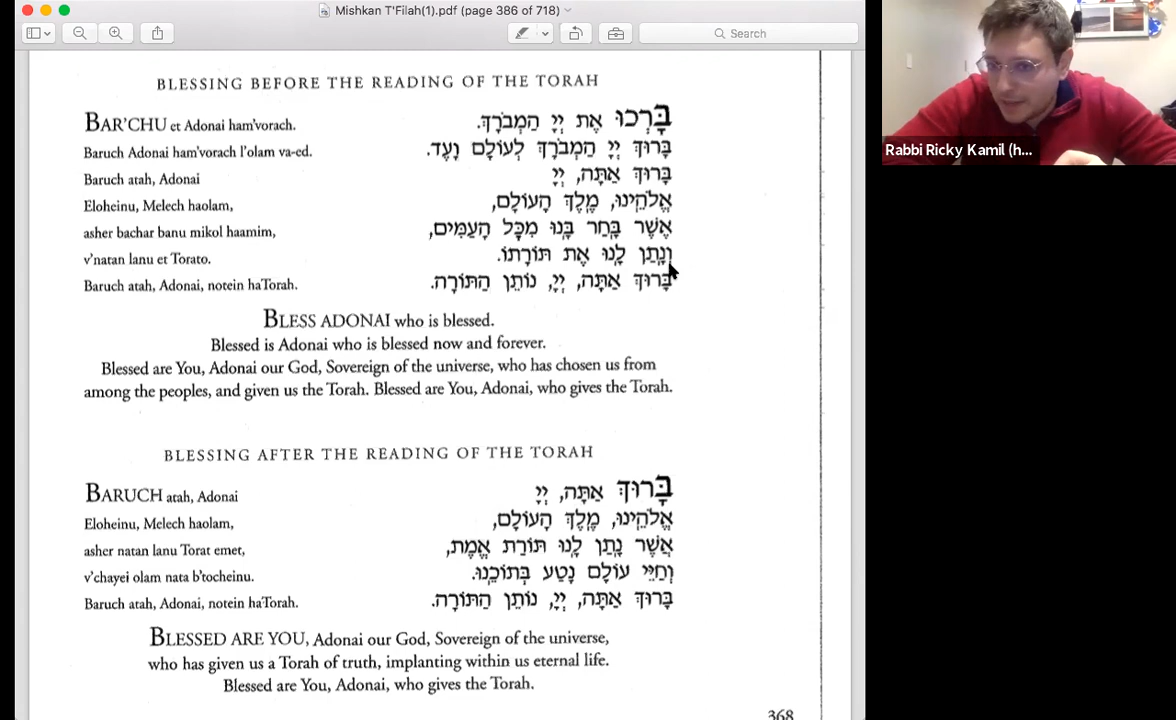 Mishkan T'Filah(1).pdf (page 386 of 718)
Search
Rabbi Ricky Kamil (h...
BLESSING BEFORE THE READING OF THE TORAH
BAR'CHU et Adonai ham'vorach.
Baruch Adonai ham'vorach l'olam va-ed.
Baruch atah, Adonai
Eloheinu, Melech haolam,
asher bachar banu mikol haamim,
v'natan lanu et Torato.
Baruch atah, Adonai, notein haTorah.
בָּרְכוּ אֶת יְיָ הַמְבֹרָךְ.
בָּרוּךְ יְיָ הַמְבֹרָךְ לְעוֹלָם וָעֶד.
בָּרוּךְ אַתָּה, יְיָ
אֱלֹהֵֽינוּ, מֶֽלֶךְ הָעוֹלָם,
אֲשֶׁר בָּֽחַר בָּֽנוּ מִכׇּל הָעַמִּים,
וְנָֽתַן לָֽנוּ אֶת תּוֹרָתוֹ.
בָּרוּךְ אַתָּה, יְיָ, נוֹתֵן הַתּוֹרָה.
BLESS ADONAI who is blessed.
Blessed is Adonai who is blessed now and forever.
Blessed are You, Adonai our God, Sovereign of the universe, who has chosen us from
among the peoples, and given us the Torah. Blessed are You, Adonai, who gives the Torah.
BLESSING AFTER THE READING OF THE TORAH
BARUCH atah, Adonai
Eloheinu, Melech haolam,
asher natan lanu Torat emet,
v'chayei olam nata b'tocheinu.
Baruch atah, Adonai, notein haTorah.
בָּרוּךְ אַתָּה, יְיָ
אֱלֹהֵֽינוּ, מֶֽלֶךְ הָעוֹלָם,
אֲשֶׁר נָֽתַן לָֽנוּ תּוֹרַת אֱמֶת,
וְחַיֵּי עוֹלָם נָטַע בְּתוֹכֵֽנוּ.
בָּרוּךְ אַתָּה, יְיָ, נוֹתֵן הַתּוֹרָה.
BLESSED ARE YOU, Adonai our God, Sovereign of the universe,
who has given us a Torah of truth, implanting within us eternal life.
Blessed are You, Adonai, who gives the Torah.
368